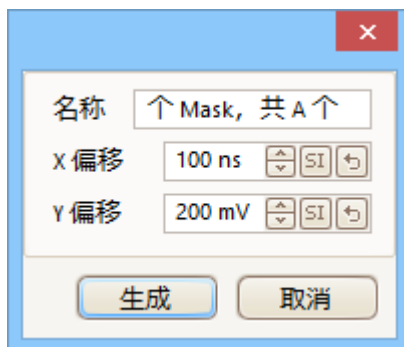 名称 个 Mask，共 A 个
X 偏移 100 ns SI
Y 偏移 200 mV SI
生成 取消